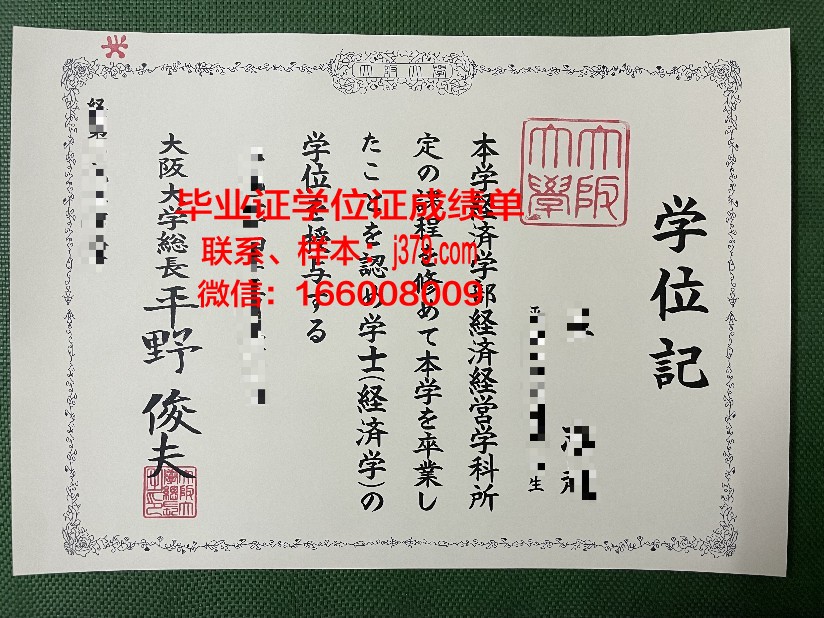 大阪大学
学位記
大阪
大學
生
本学経済学部経済経営学科所
定の課程を修めて本学を卒業し
たことを認め学士(経済学)の
学位を授与する
大阪大学総長
平野俊夫
毕业证学位证成绩单
联系、样本：j379.com
微信：166008009